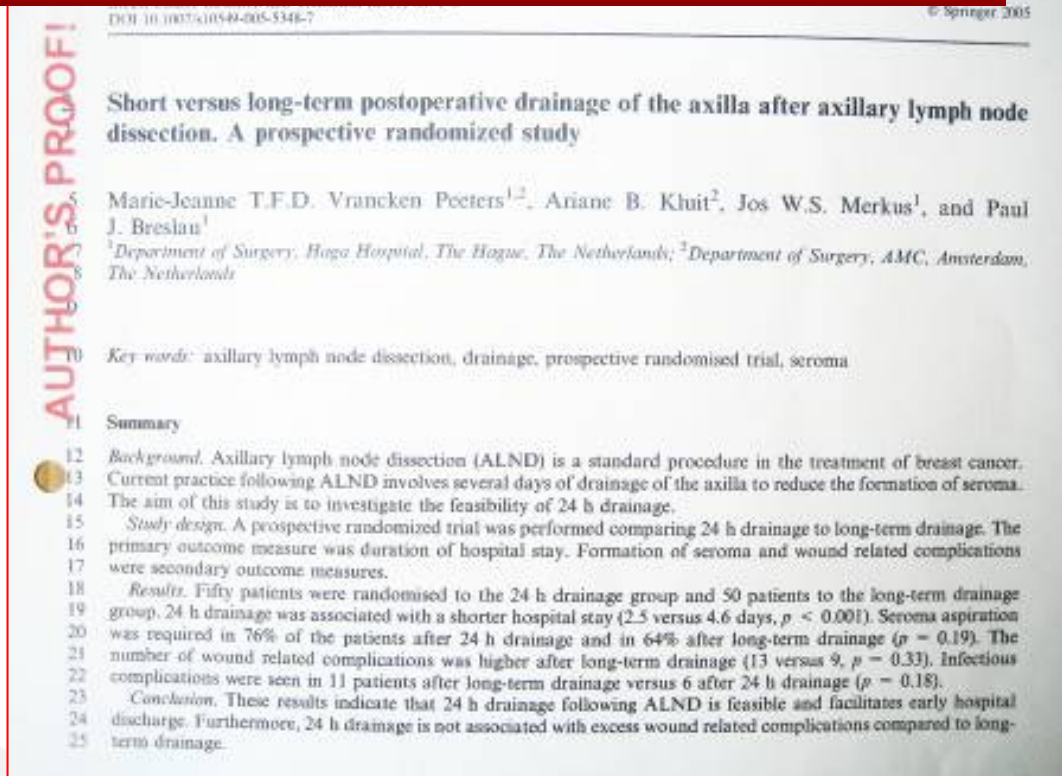 DOI 10.1007/s10549-005-5348-7
© Springer 2005
AUTHOR'S PROOF!
Short versus long-term postoperative drainage of the axilla after axillary lymph node
dissection. A prospective randomized study
5 Marie-Jeanne T.F.D. Vrancken Peeters1,2, Ariane B. Kluit2, Jos W.S. Merkus1, and Paul
6 J. Breslau1
7 1Department of Surgery, Haga Hospital, The Hague, The Netherlands; 2Department of Surgery, AMC, Amsterdam,
8 The Netherlands
9
10 Key words: axillary lymph node dissection, drainage, prospective randomised trial, seroma
11 Summary
12 Background. Axillary lymph node dissection (ALND) is a standard procedure in the treatment of breast cancer.
13 Current practice following ALND involves several days of drainage of the axilla to reduce the formation of seroma.
14 The aim of this study is to investigate the feasibility of 24 h drainage.
15 Study design. A prospective randomized trial was performed comparing 24 h drainage to long-term drainage. The
16 primary outcome measure was duration of hospital stay. Formation of seroma and wound related complications
17 were secondary outcome measures.
18 Results. Fifty patients were randomised to the 24 h drainage group and 50 patients to the long-term drainage
19 group. 24 h drainage was associated with a shorter hospital stay (2.5 versus 4.6 days, p < 0.001). Seroma aspiration
20 was required in 76% of the patients after 24 h drainage and in 64% after long-term drainage (p = 0.19). The
21 number of wound related complications was higher after long-term drainage (13 versus 9, p = 0.33). Infectious
22 complications were seen in 11 patients after long-term drainage versus 6 after 24 h drainage (p = 0.18).
23 Conclusion. These results indicate that 24 h drainage following ALND is feasible and facilitates early hospital
24 discharge. Furthermore, 24 h drainage is not associated with excess wound related complications compared to long-
25 term drainage.